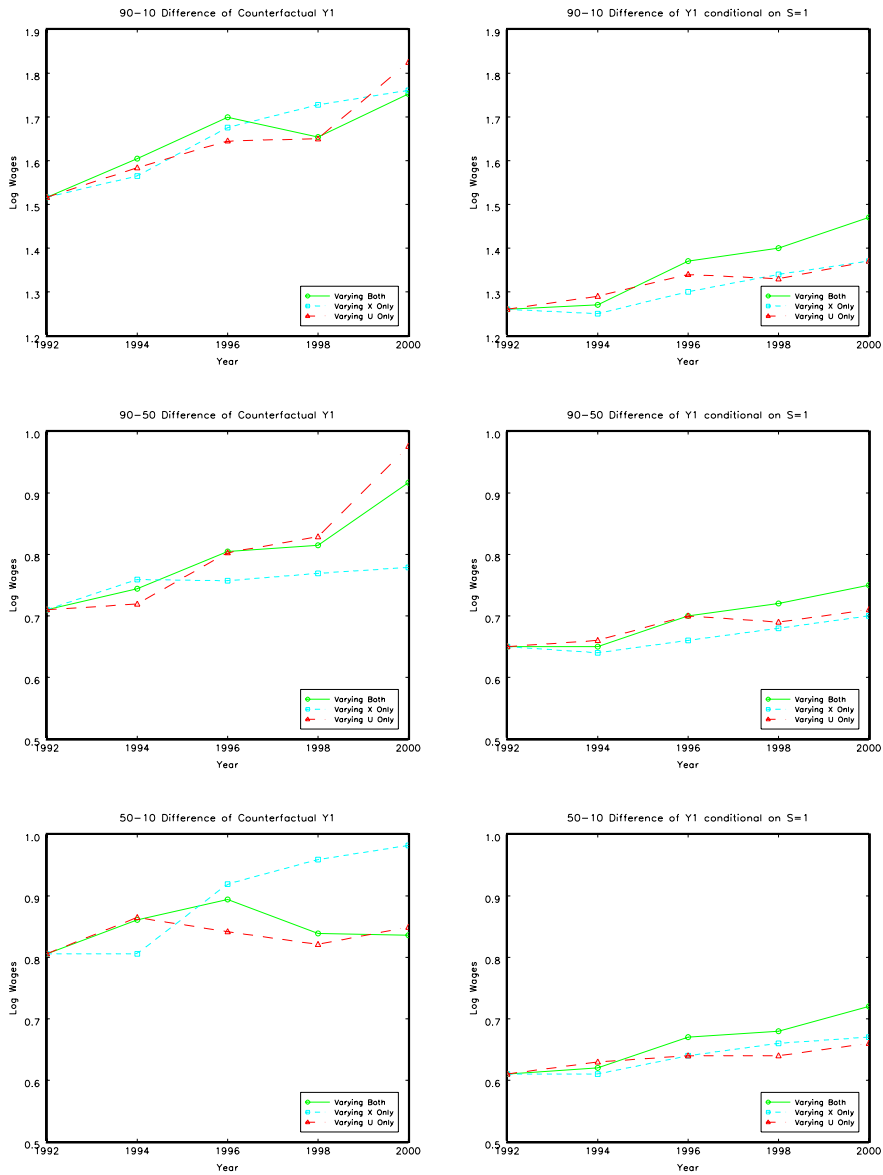 90-10 Difference of Counterfactual Y1
Log Wages
1.9
1.8
1.7
1.6
1.5
1.4
1.3
1.2
1992
1994
1996
1998
2000
Year
Varying Both
Varying X Only
Varying U Only
90-10 Difference of Y1 conditional on S=1
Log Wages
1.9
1.8
1.7
1.6
1.5
1.4
1.3
1.2
1992
1994
1996
1998
2000
Year
Varying Both
Varying X Only
Varying U Only
90-50 Difference of Counterfactual Y1
Log Wages
1.0
0.9
0.8
0.7
0.6
0.5
1992
1994
1996
1998
2000
Year
Varying Both
Varying X Only
Varying U Only
90-50 Difference of Y1 conditional on S=1
Log Wages
1.0
0.9
0.8
0.7
0.6
0.5
1992
1994
1996
1998
2000
Year
Varying Both
Varying X Only
Varying U Only
50-10 Difference of Counterfactual Y1
Log Wages
1.0
0.9
0.8
0.7
0.6
0.5
1992
1994
1996
1998
2000
Year
Varying Both
Varying X Only
Varying U Only
50-10 Difference of Y1 conditional on S=1
Log Wages
1.0
0.9
0.8
0.7
0.6
0.5
1992
1994
1996
1998
2000
Year
Varying Both
Varying X Only
Varying U Only